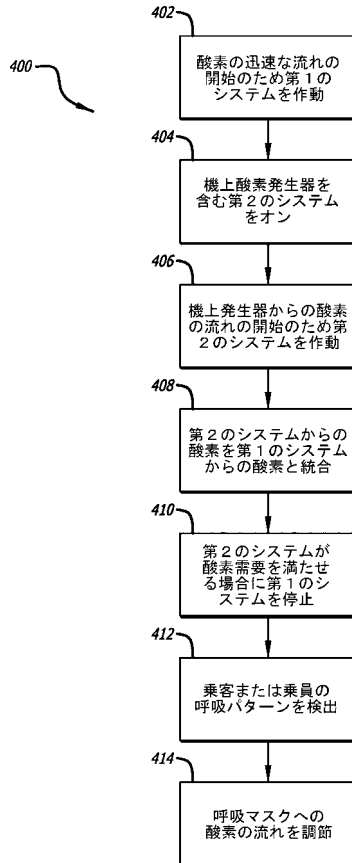 402
400
酸素の迅速な流れの
開始のため第1の
システムを作動
404
機上酸素発生器を
含む第2のシステム
をオン
406
機上発生器からの酸素
の流れの開始のため第
2のシステムを作動
408
第2のシステムからの
酸素を第1のシステム
からの酸素と統合
410
第2のシステムが
酸素需要を満たせ
る場合に第1のシ
ステムを停止
412
乗客または乗員の
呼吸パターンを検出
414
呼吸マスクへの
酸素の流れを調節